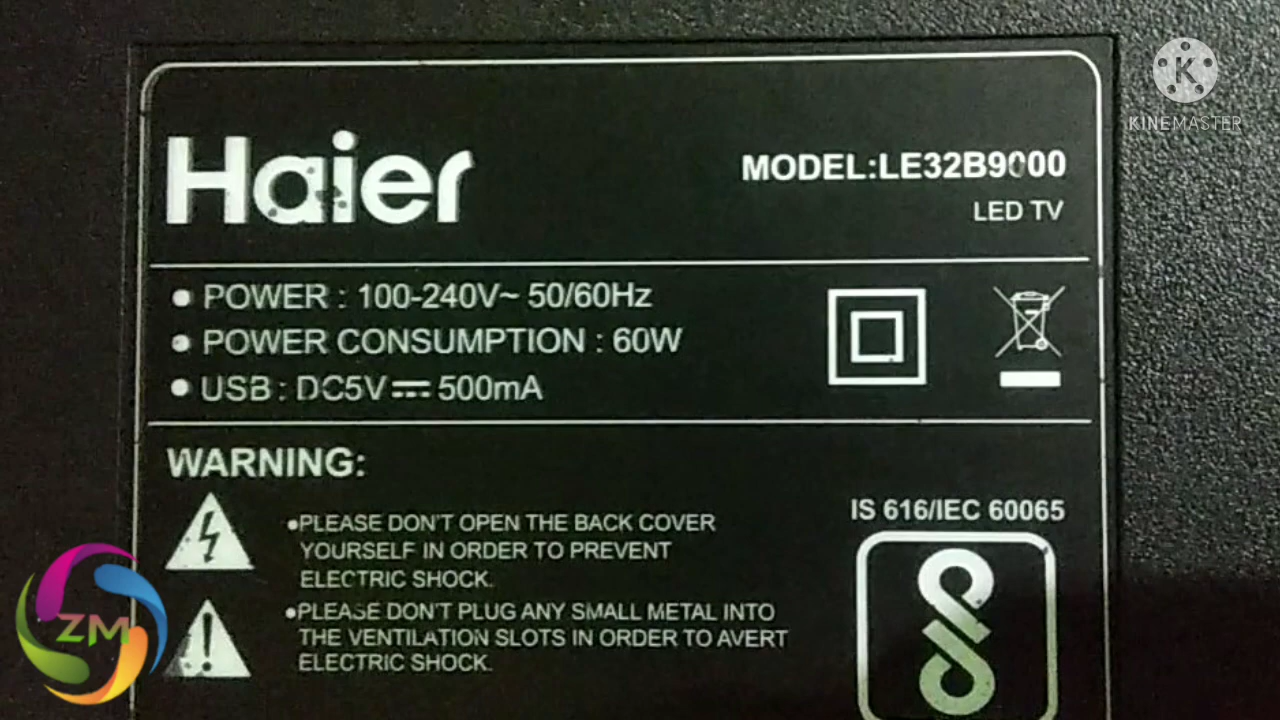 Haier
MODEL:LE32B9000
LED TV
● POWER : 100-240V~ 50/60Hz
● POWER CONSUMPTION : 60W
● USB : DC5V⎓500mA
WARNING:
●PLEASE DON'T OPEN THE BACK COVER
YOURSELF IN ORDER TO PREVENT
ELECTRIC SHOCK.
●PLEASE DON'T PLUG ANY SMALL METAL INTO
THE VENTILATION SLOTS IN ORDER TO AVERT
ELECTRIC SHOCK.
IS 616/IEC 60065
K
KINEMASTER
ZM